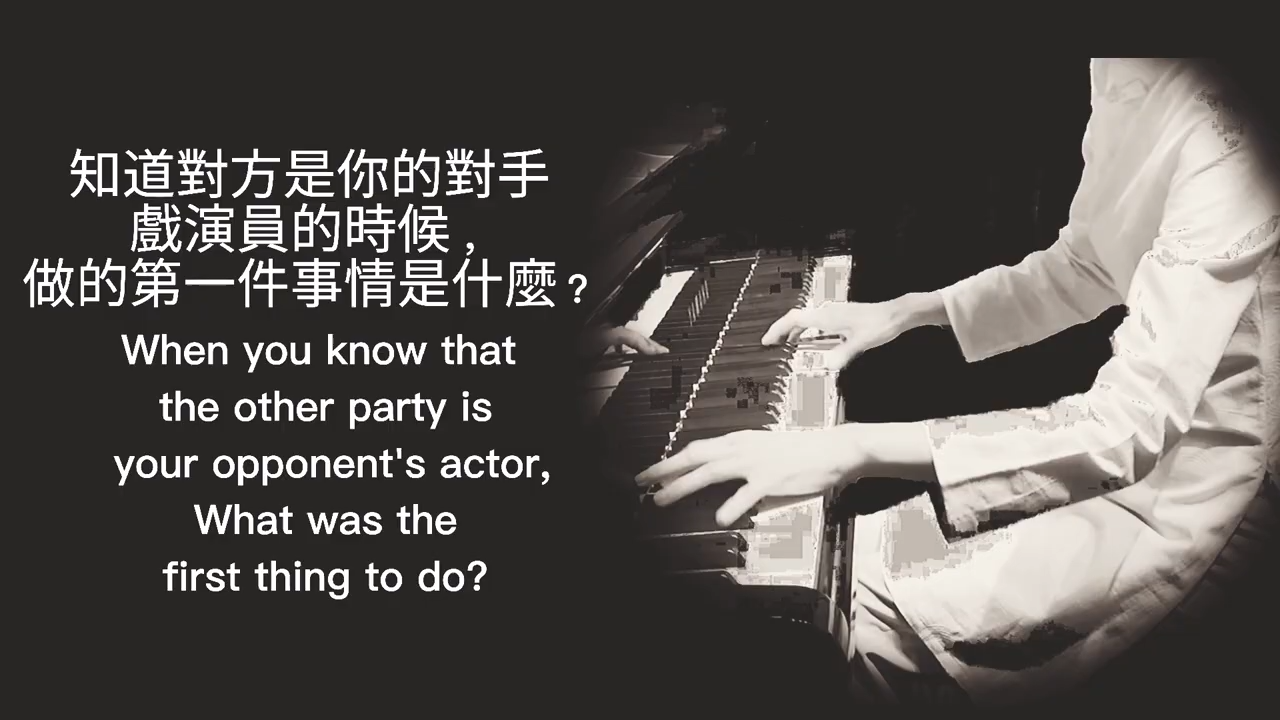 知道對方是你的對手
戲演員的時候，
做的第一件事情是什麼？
When you know that
the other party is
your opponent's actor,
What was the
first thing to do?